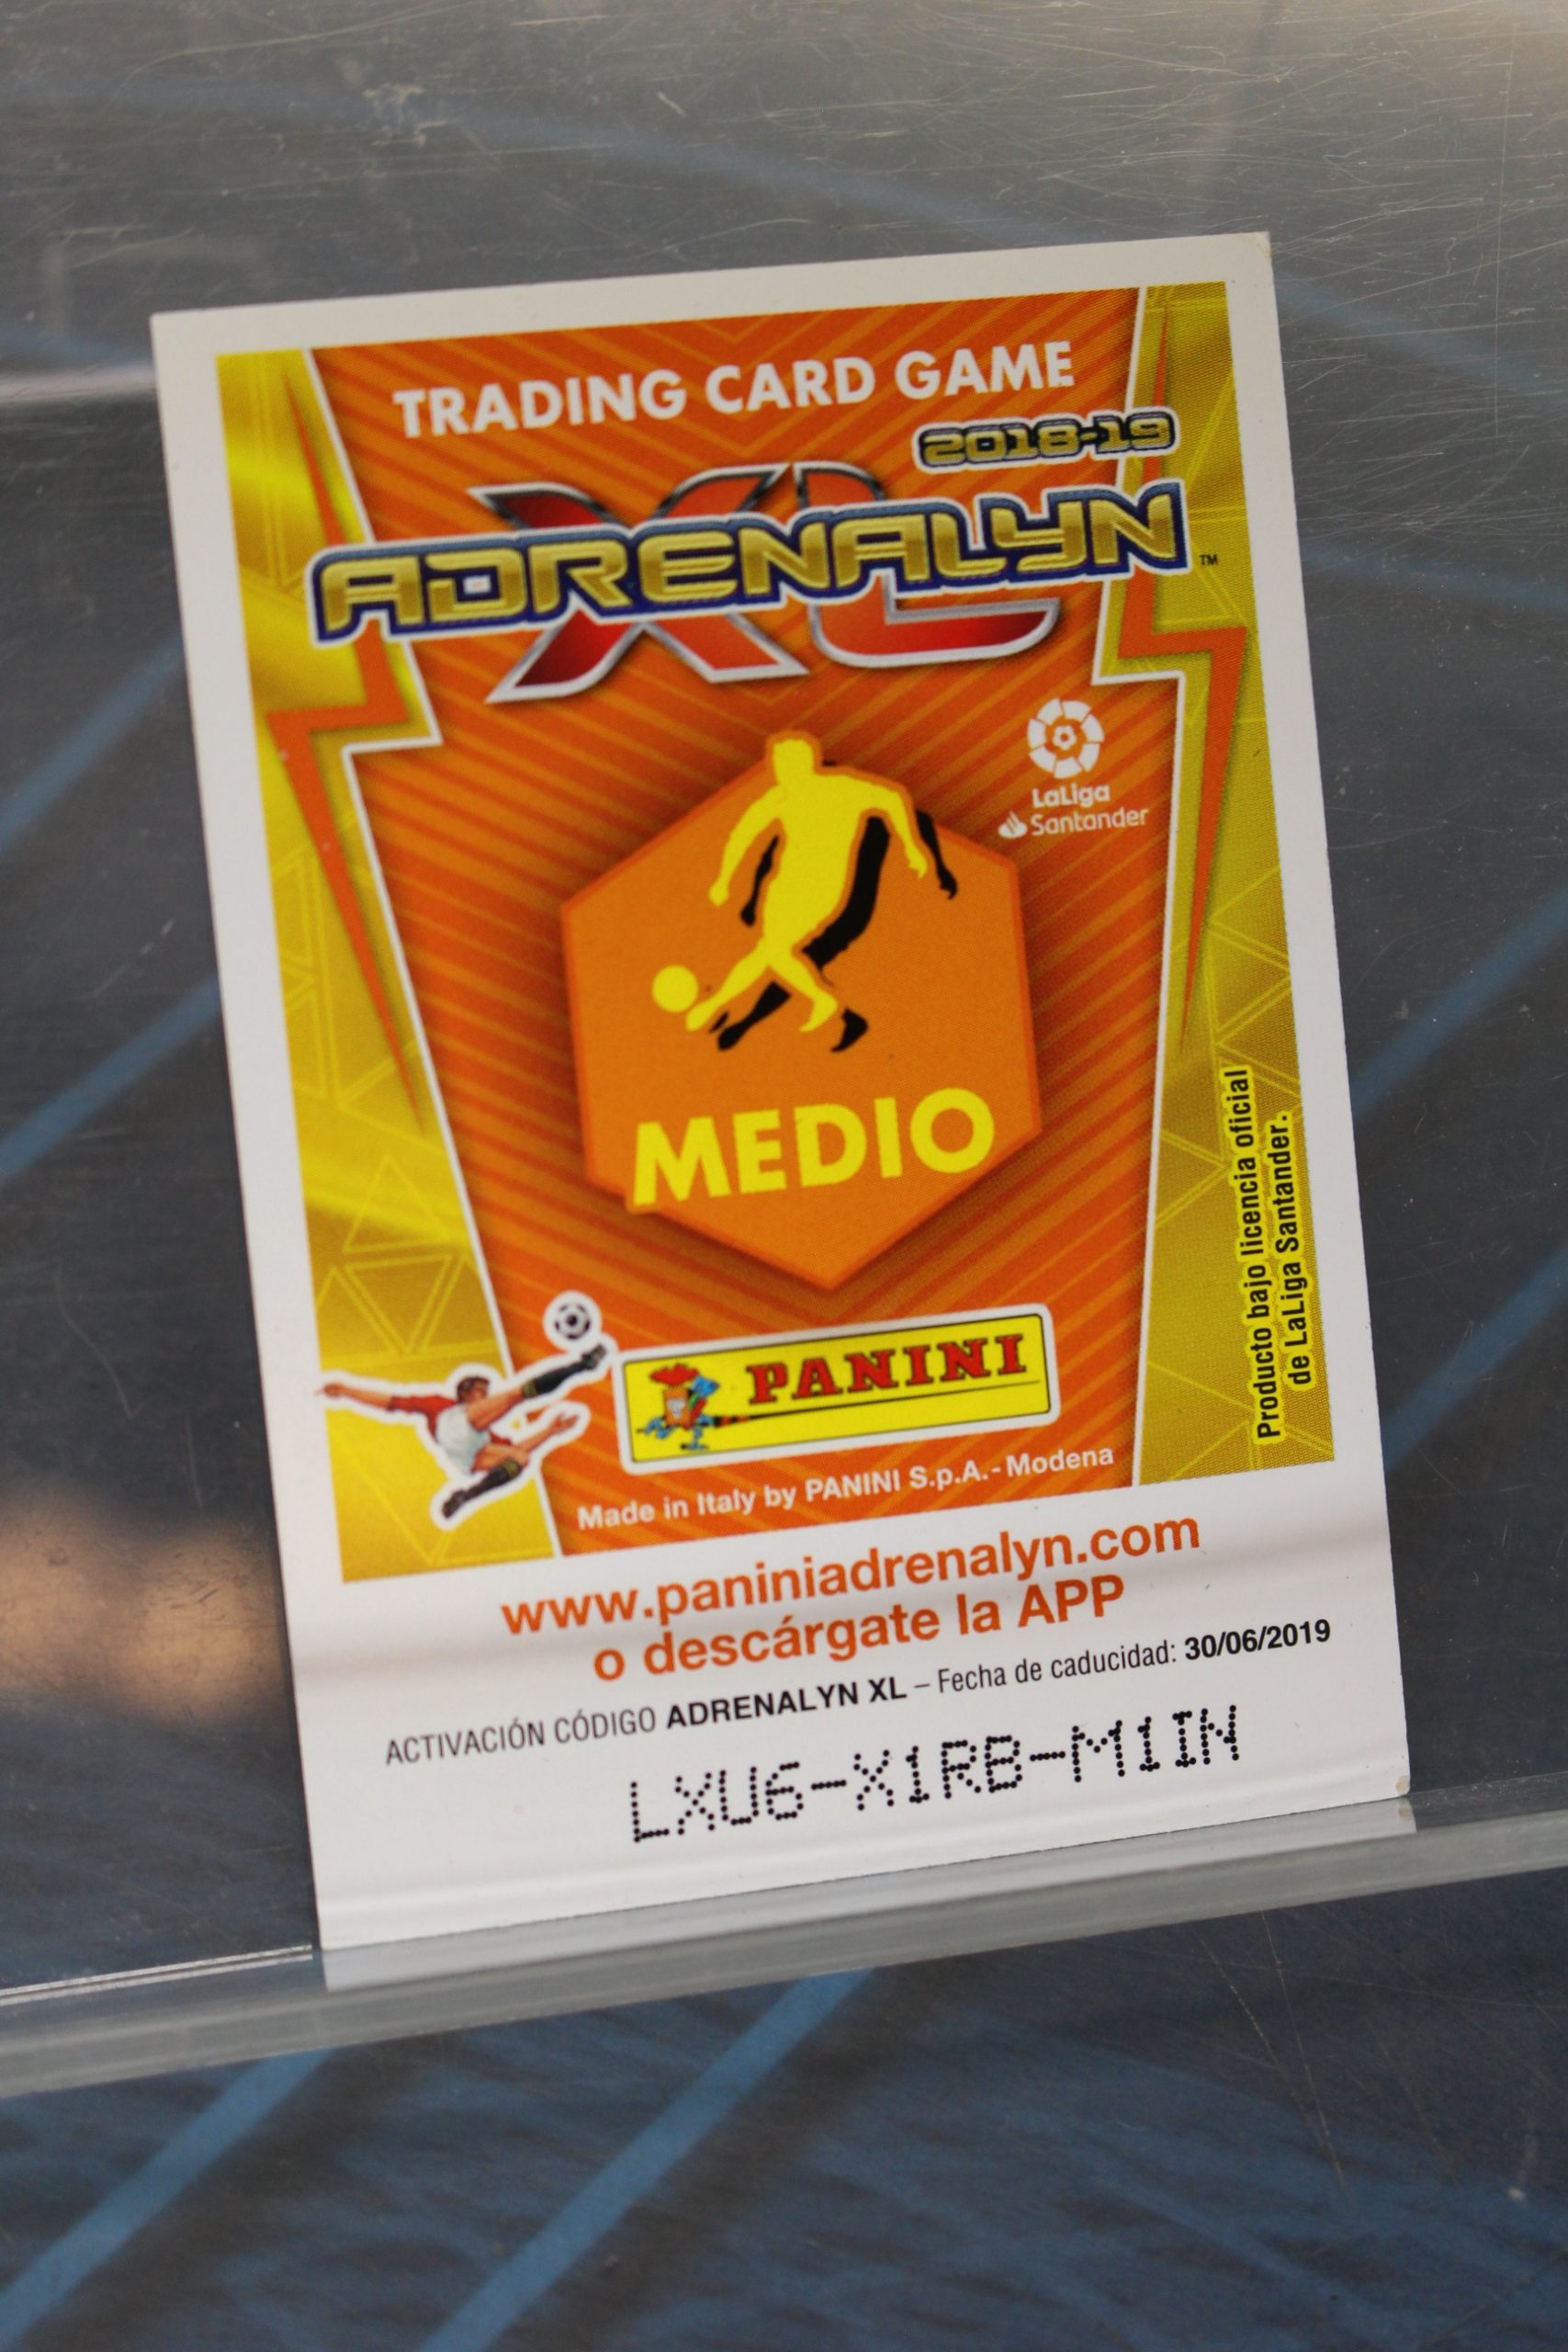 TRADING CARD GAME
2018-19
ADRENALYN
XL
™
LaLiga
Santander
MEDIO
Producto bajo licencia oficial
de LaLiga Santander.
PANINI
Made in Italy by PANINI S.p.A.- Modena
www.paniniadrenalyn.com
o descárgate la APP
ACTIVACIÓN CÓDIGO ADRENALYN XL – Fecha de caducidad: 30/06/2019
LXU6-X1RB-M1IN